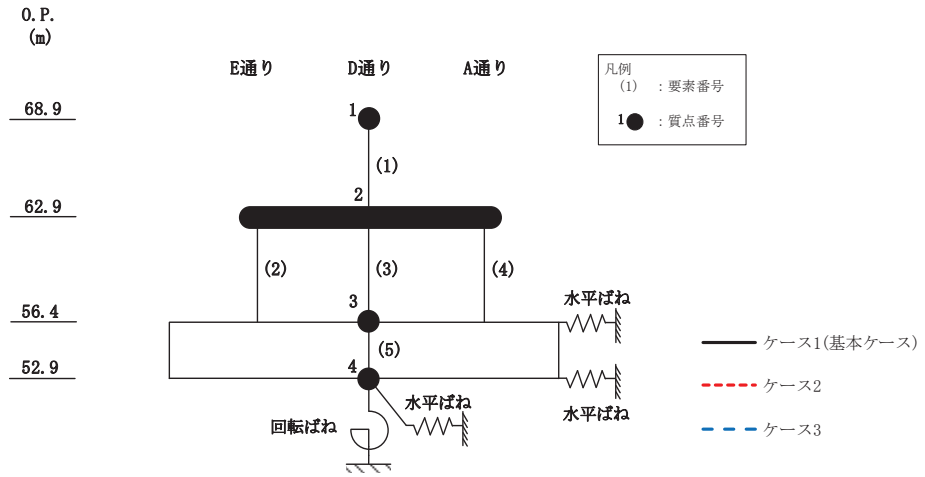 O.P.
(m)
E通り D通り A通り
凡例
(1) ：要素番号
1 ：質点番号
68.9
1
(1)
2
62.9
(2) (3) (4)
水平ばね
3
56.4
(5)
ケース1(基本ケース)
52.9
4
水平ばね
水平ばね
ケース2
回転ばね
ケース3